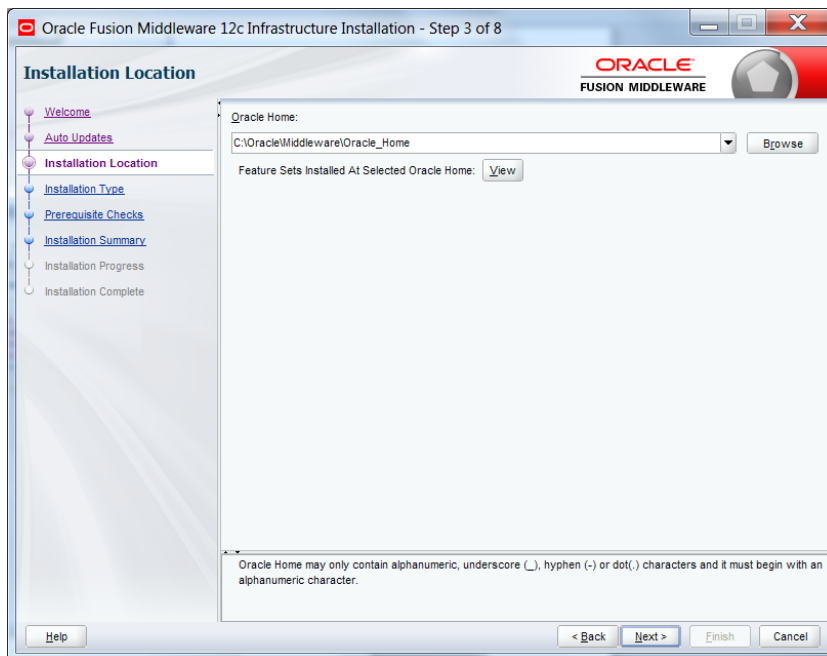 Oracle Fusion Middleware 12c Infrastructure Installation - Step 3 of 8
Installation Location
ORACLE
FUSION MIDDLEWARE
Welcome
Auto Updates
Installation Location
Installation Type
Prerequisite Checks
Installation Summary
Installation Progress
Installation Complete
Oracle Home:
C:\Oracle\Middleware\Oracle_Home
Browse
Feature Sets Installed At Selected Oracle Home: View
Oracle Home may only contain alphanumeric, underscore (_), hyphen (-) or dot(.) characters and it must begin with an
alphanumeric character.
Help
< Back Next > Finish Cancel